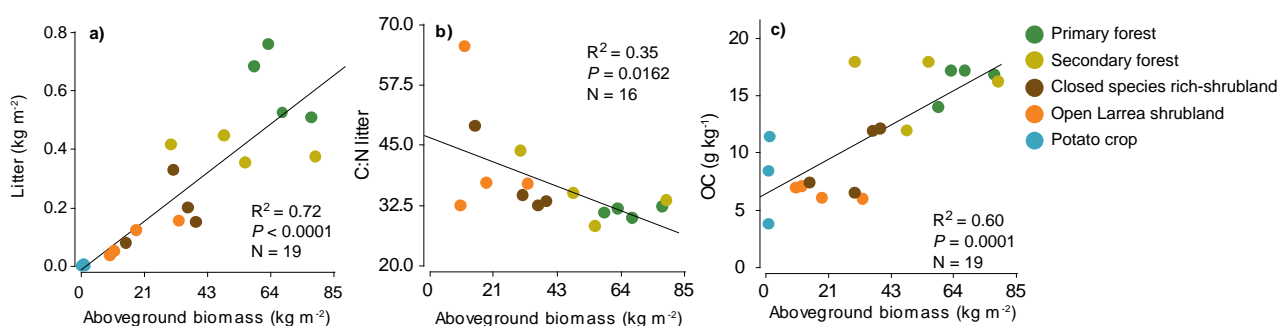 a)
0.8
0.6
0.4
0.2
0.0
Litter (kg m-2)
R2 = 0.72
P < 0.0001
N = 19
0 21 43 64 85
Aboveground biomass (kg m-2)
b)
70.0
57.5
45.0
32.5
20.0
C:N litter
R2 = 0.35
P = 0.0162
N = 16
0 21 43 64 85
Aboveground biomass (kg m-2)
c)
20
15
10
5
0
OC (g kg-1)
R2 = 0.60
P = 0.0001
N = 19
0 21 43 64 85
Aboveground biomass (kg m-2)
Primary forest
Secondary forest
Closed species rich-shrubland
Open Larrea shrubland
Potato crop